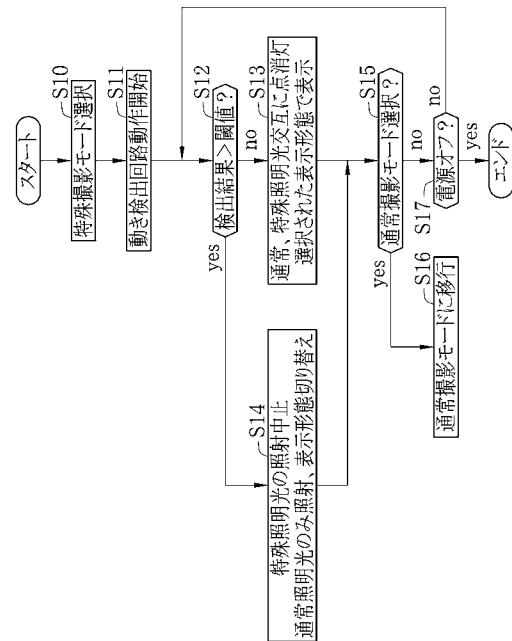 スタート
S10
特殊撮影モード選択
S11
動き検出回路動作開始
S12
検出結果＞閾値？
yes
no
S13
通常、特殊照明光交互に点消灯
選択された表示形態で表示
S14
特殊照明光の照射中止
通常照明光のみ照射、表示形態切り替え
S15
通常撮影モード選択？
yes
no
S16
通常撮影モードに移行
S17
電源オフ？
no
yes
エンド